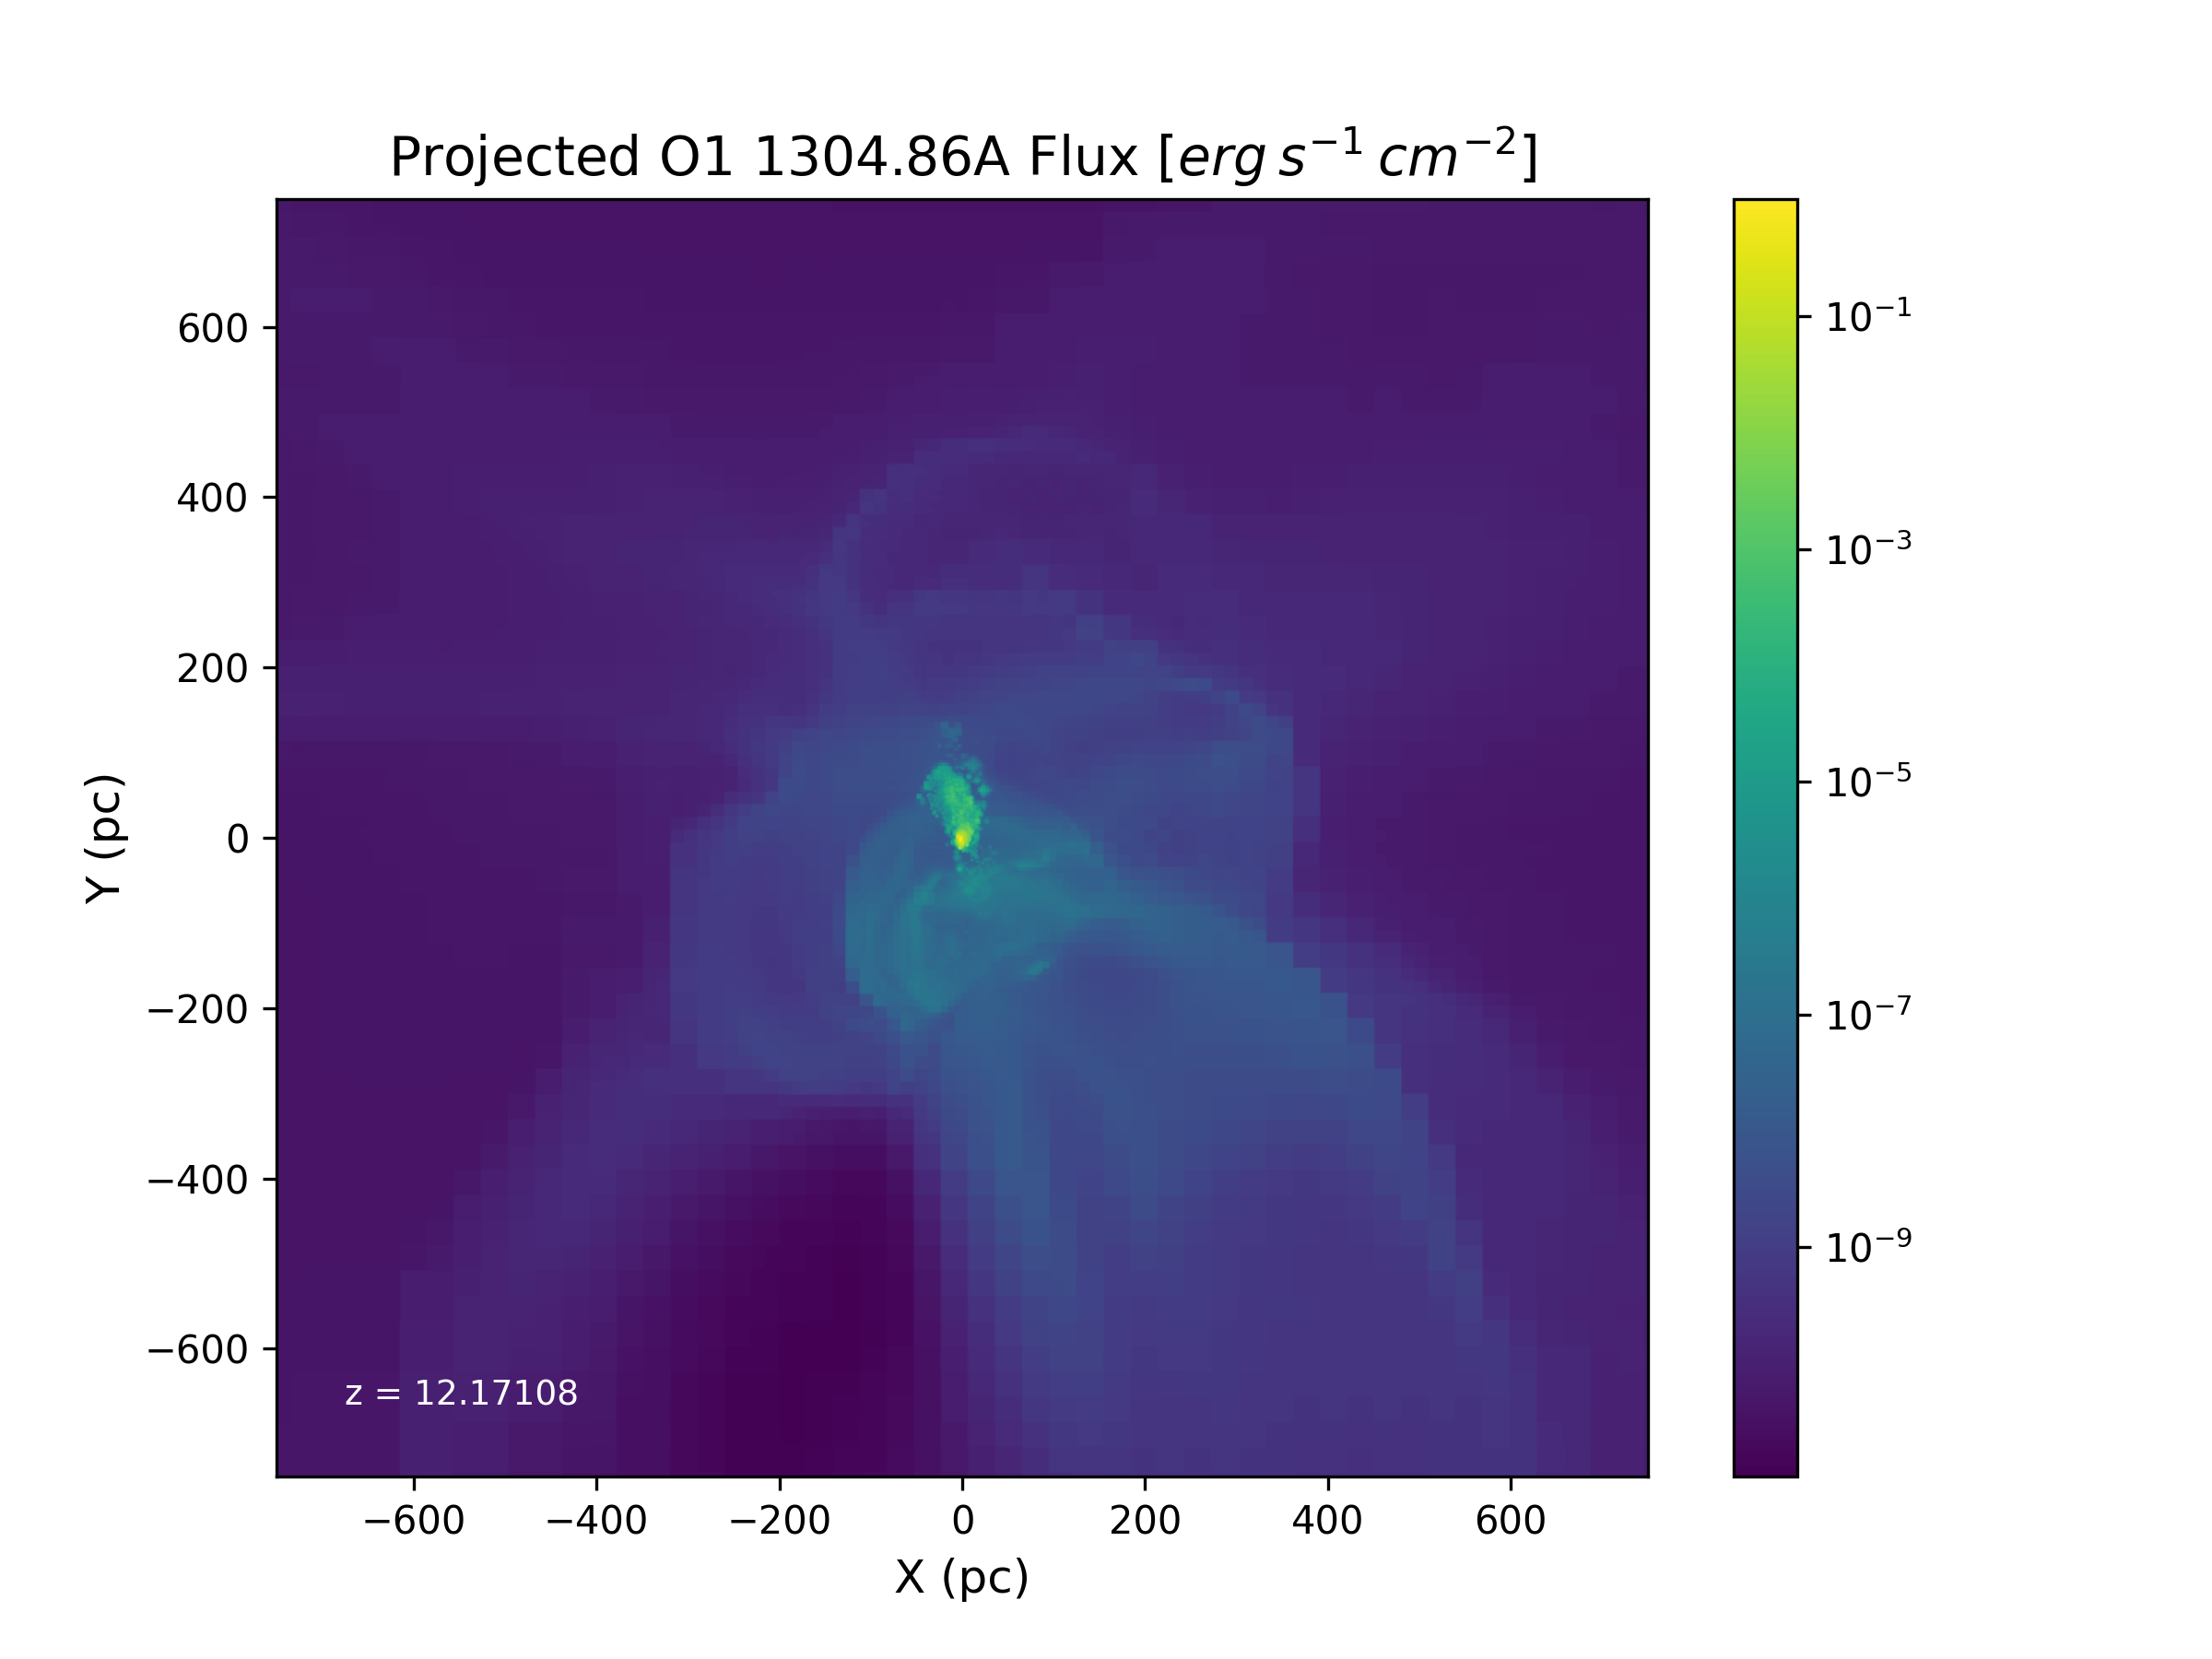 Projected O1 1304.86A Flux [erg s⁻¹ cm⁻²]
600
400
200
0
−200
−400
−600
Y (pc)
z = 12.17108
−600 −400 −200 0 200 400 600
X (pc)
10⁻¹
10⁻³
10⁻⁵
10⁻⁷
10⁻⁹